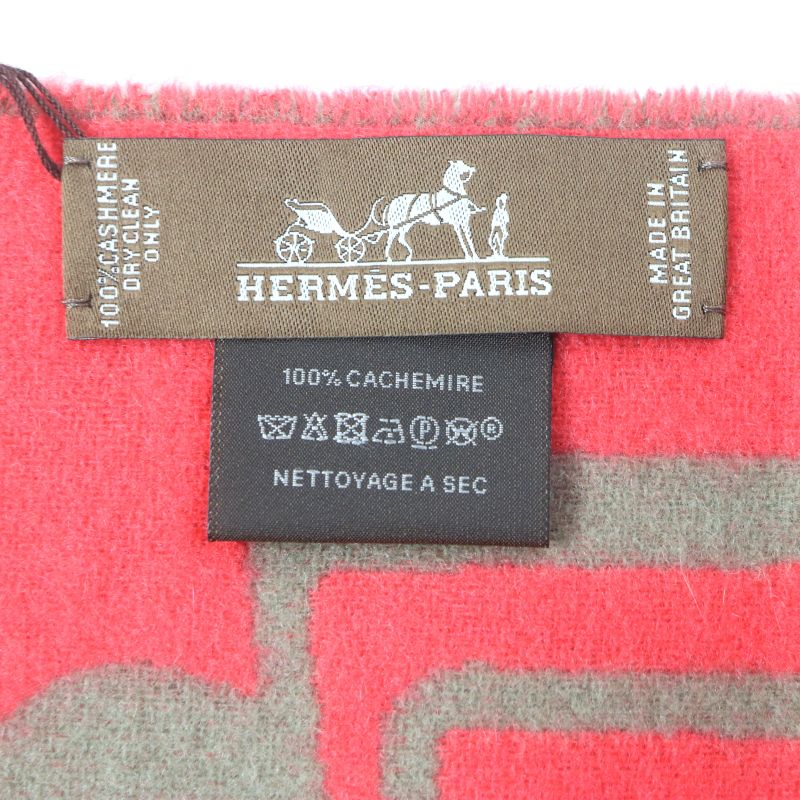 100% CASHMERE
DRY CLEAN
ONLY
HERMÈS-PARIS
MADE IN
GREAT BRITAIN
100% CACHEMIRE
P W ®
NETTOYAGE A SEC